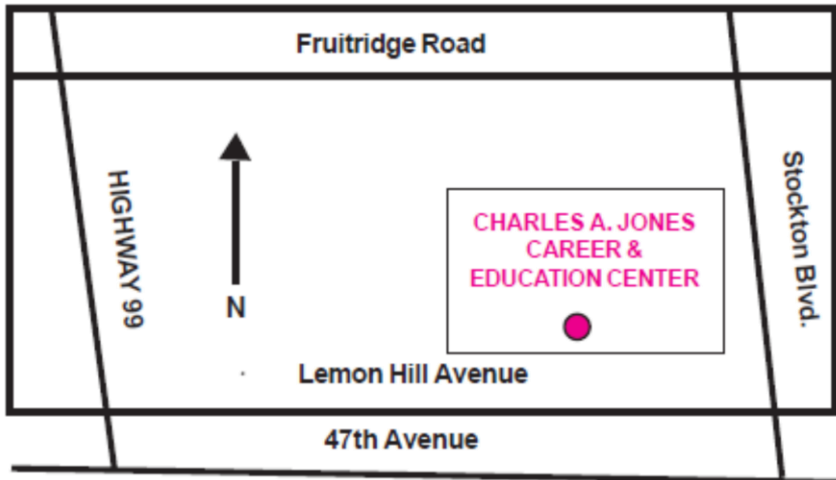 Fruitridge Road
HIGHWAY 99
N
CHARLES A. JONES
CAREER &
EDUCATION CENTER
Stockton Blvd.
Lemon Hill Avenue
47th Avenue